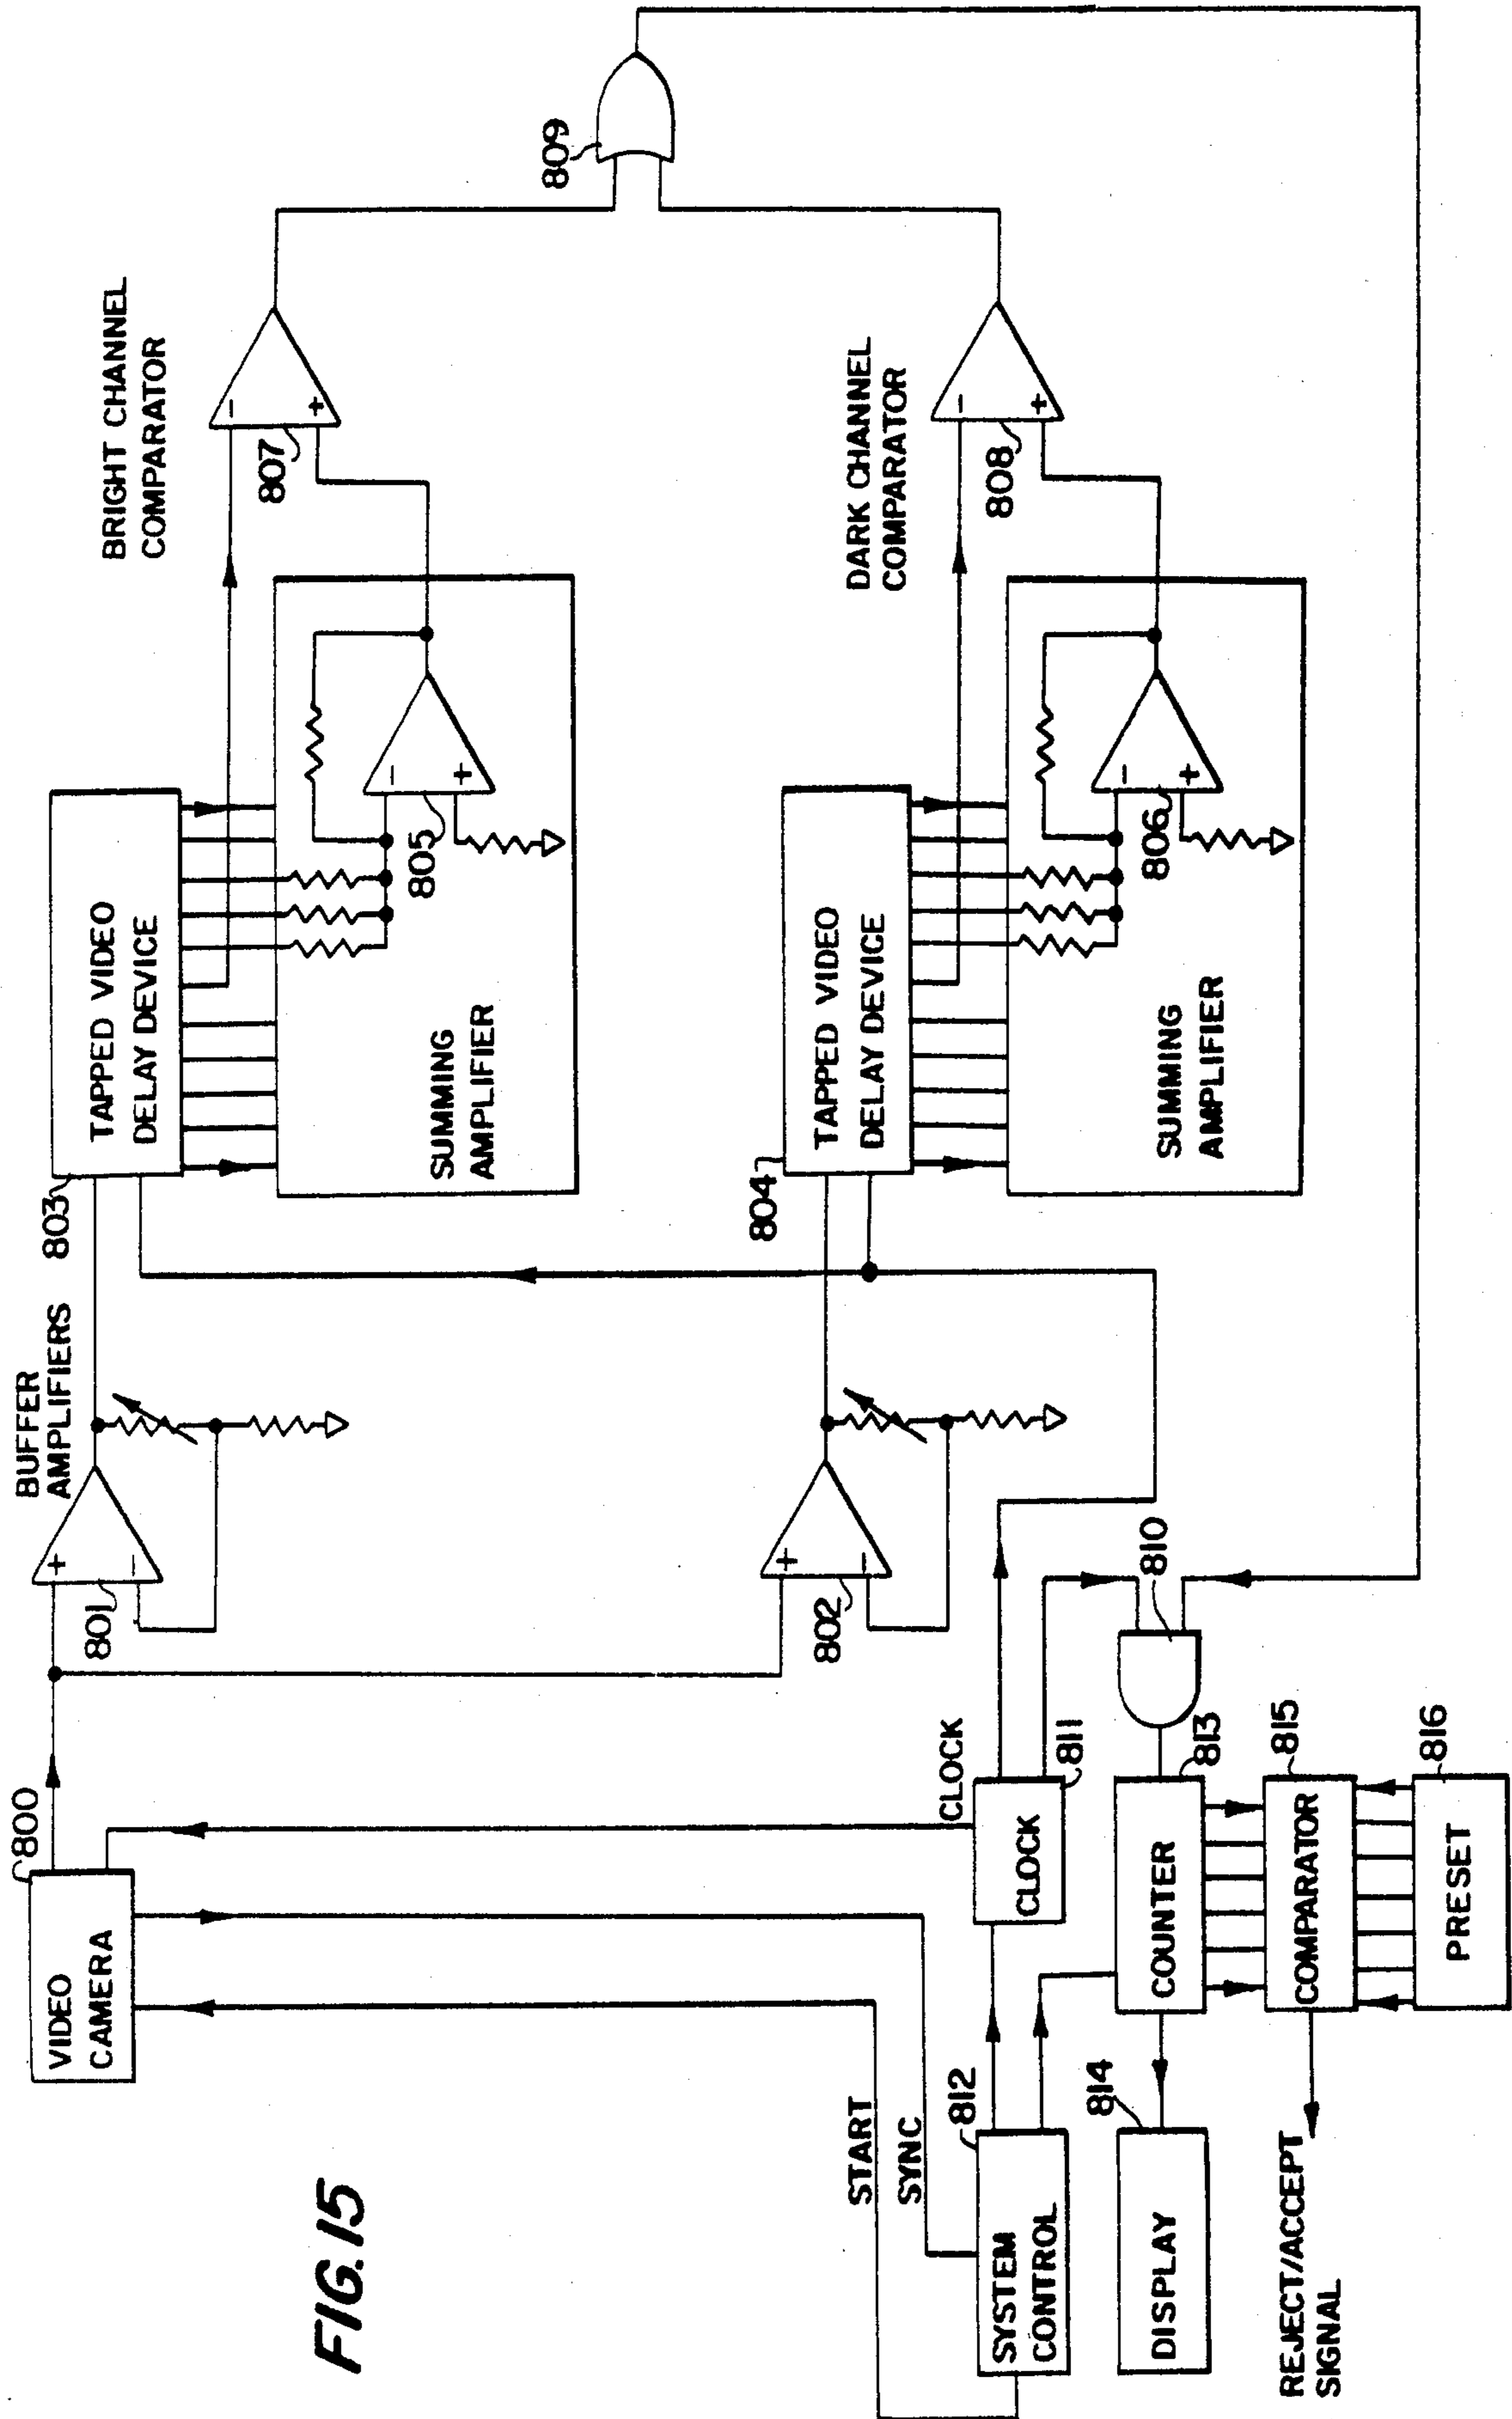 FIG. 15
VIDEO
CAMERA
800
BUFFER
AMPLIFIERS
+
−
801
803
TAPPED VIDEO
DELAY DEVICE
SUMMING
AMPLIFIER
−
+
805
BRIGHT CHANNEL
COMPARATOR
−
+
807
809
+
−
802
804
TAPPED VIDEO
DELAY DEVICE
SUMMING
AMPLIFIER
−
+
806
DARK CHANNEL
COMPARATOR
−
+
808
START
SYNC
CLOCK
SYSTEM
CONTROL
812
CLOCK
811
810
DISPLAY
814
COUNTER
813
REJECT/ACCEPT
SIGNAL
COMPARATOR
815
PRESET
816